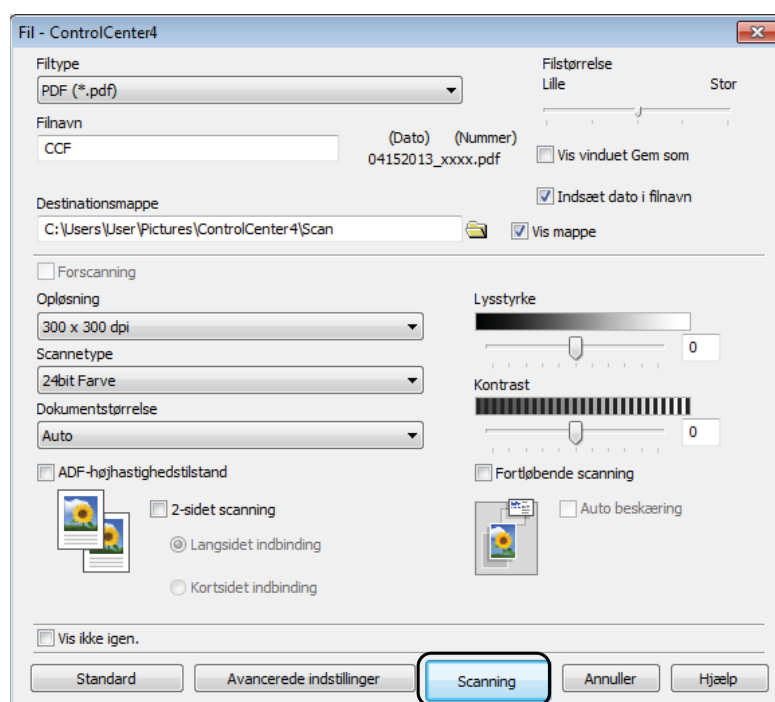 Fil - ControlCenter4
Filtype
PDF (*.pdf)
Filstørrelse
Lille Stor
Filnavn
CCF
(Dato) (Nummer)
04152013_xxxx.pdf
Vis vinduet Gem som
Indsæt dato i filnavn
Destinationsmappe
C:\Users\User\Pictures\ControlCenter4\Scan
Vis mappe
Forscanning
Opløsning
300 x 300 dpi
Scannetype
24bit Farve
Dokumentstørrelse
Auto
Lysstyrke
0
Kontrast
0
ADF-højhastighedstilstand
2-sidet scanning
Langsidet indbinding
Kortsidet indbinding
Fortløbende scanning
Auto beskæring
Vis ikke igen.
Standard Avancerede indstillinger Scanning Annuller Hjælp